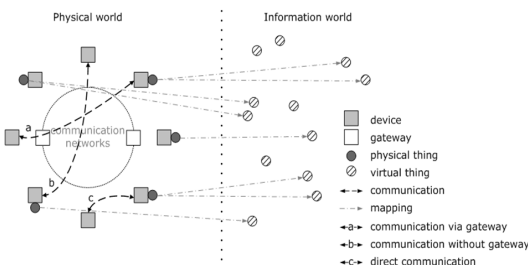 Physical world
Information world
a
communication
networks
b
c
device
gateway
physical thing
virtual thing
communication
mapping
a communication via gateway
b communication without gateway
c direct communication